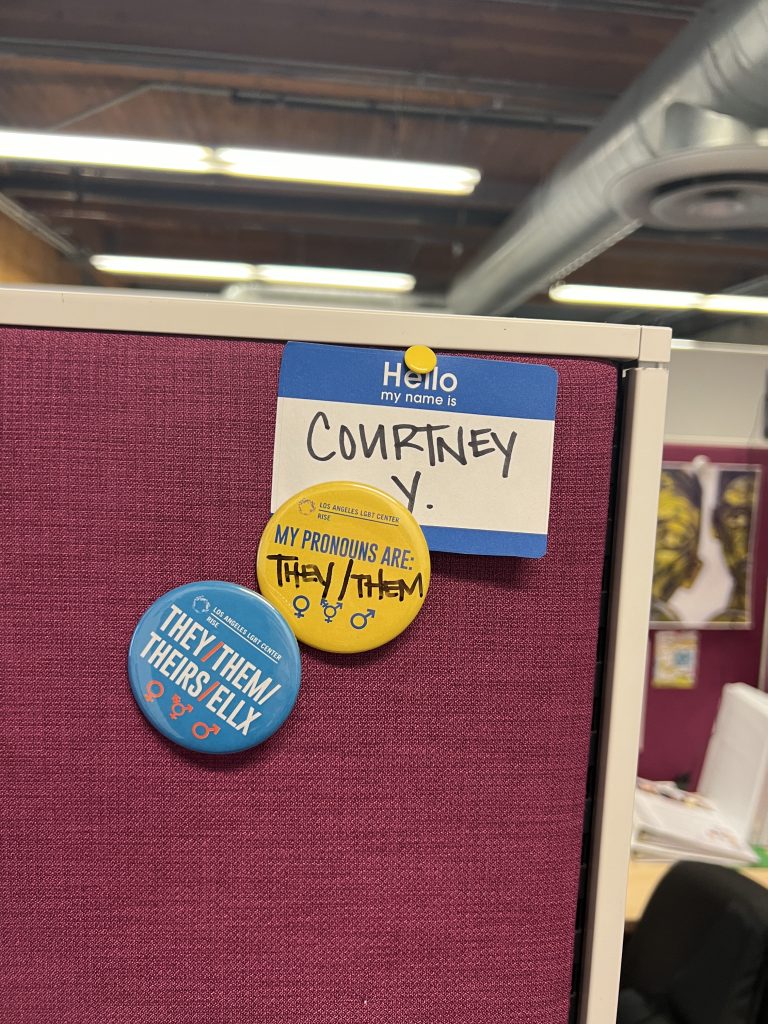 Hello
my name is
COURTNEY
Y.
LOS ANGELES LGBT CENTER
RISE
MY PRONOUNS ARE:
THEY/THEM
LOS ANGELES LGBT CENTER
RISE
THEY/THEM/
THEIRS/ELLX